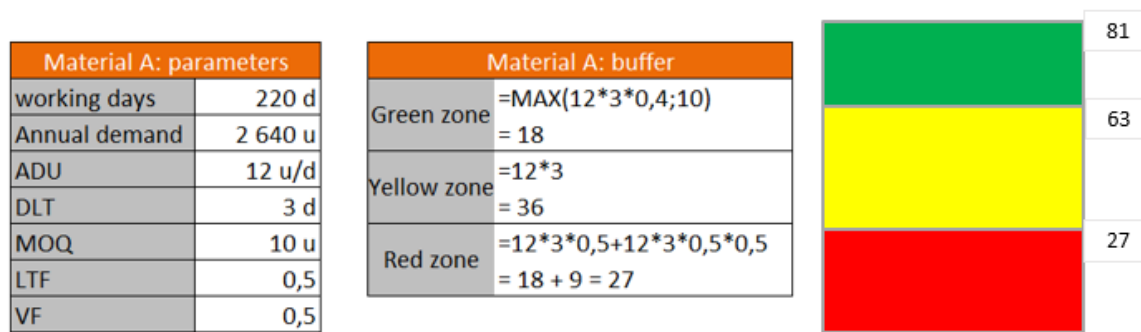 Material A: parameters
working days 220 d
Annual demand 2 640 u
ADU 12 u/d
DLT 3 d
MOQ 10 u
LTF 0,5
VF 0,5
Material A: buffer
Green zone =MAX(12*3*0,4;10)
= 18
Yellow zone =12*3
= 36
Red zone =12*3*0,5+12*3*0,5*0,5
= 18 + 9 = 27
81
63
27